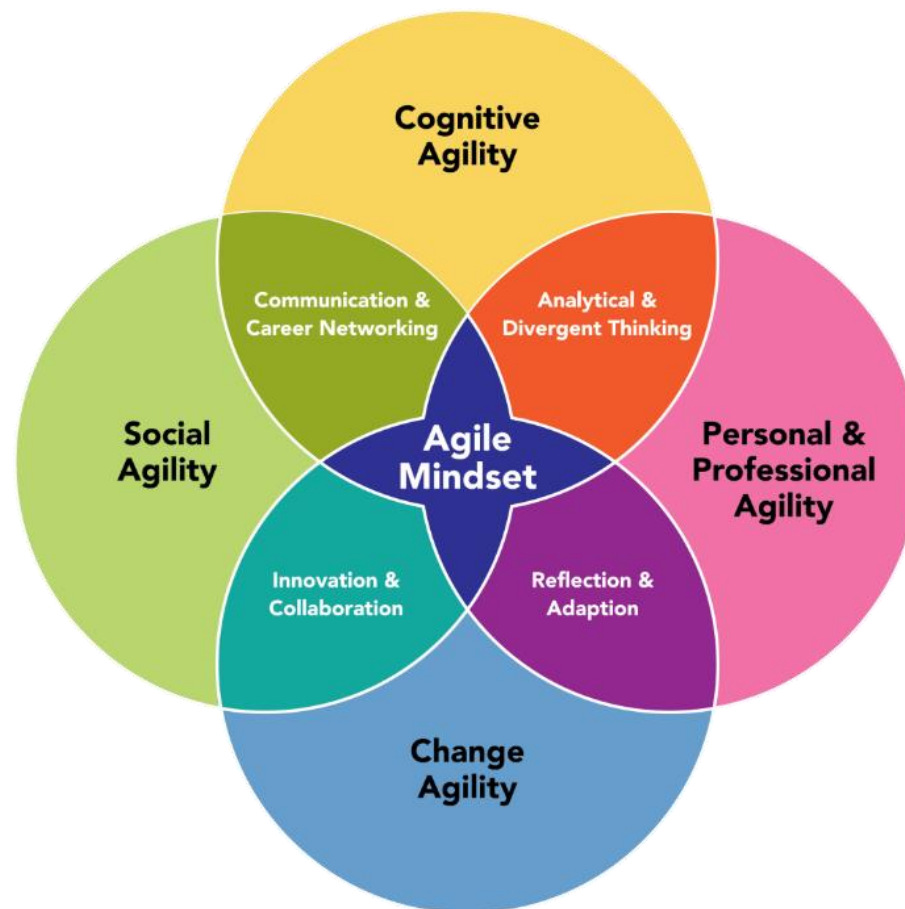 Cognitive
Agility
Communication &
Career Networking
Analytical &
Divergent Thinking
Social
Agility
Agile
Mindset
Personal &
Professional
Agility
Innovation &
Collaboration
Reflection &
Adaption
Change
Agility